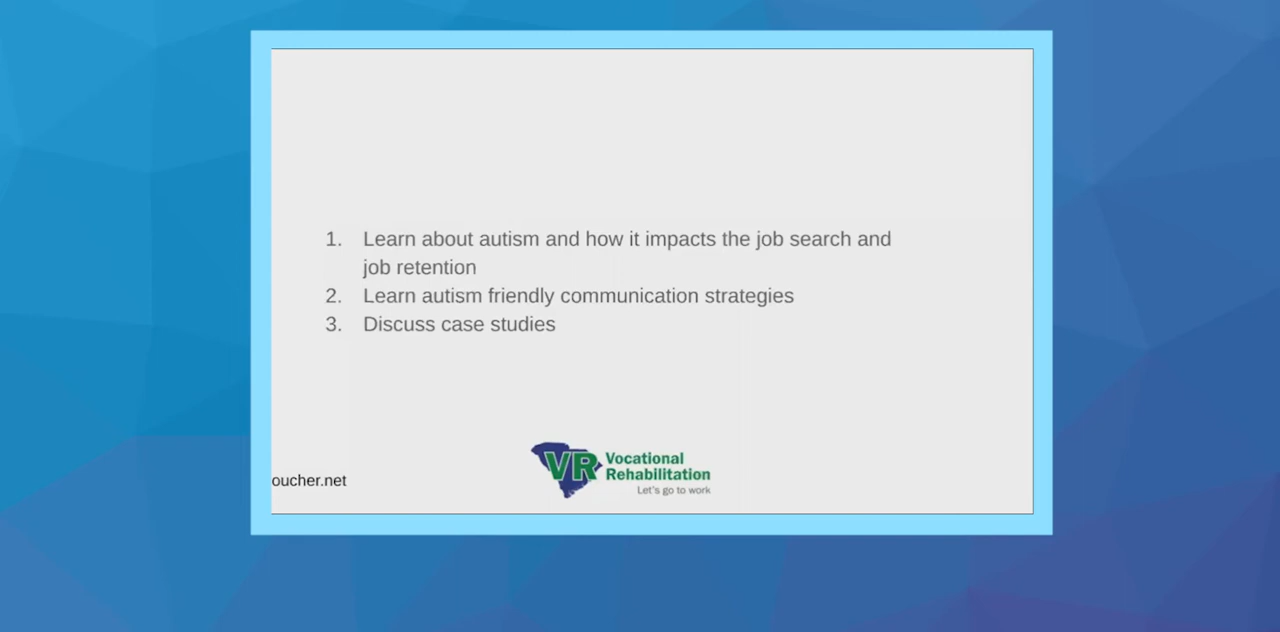 1. Learn about autism and how it impacts the job search and
job retention
2. Learn autism friendly communication strategies
3. Discuss case studies
VR Vocational
Rehabilitation
Let's go to work
oucher.net